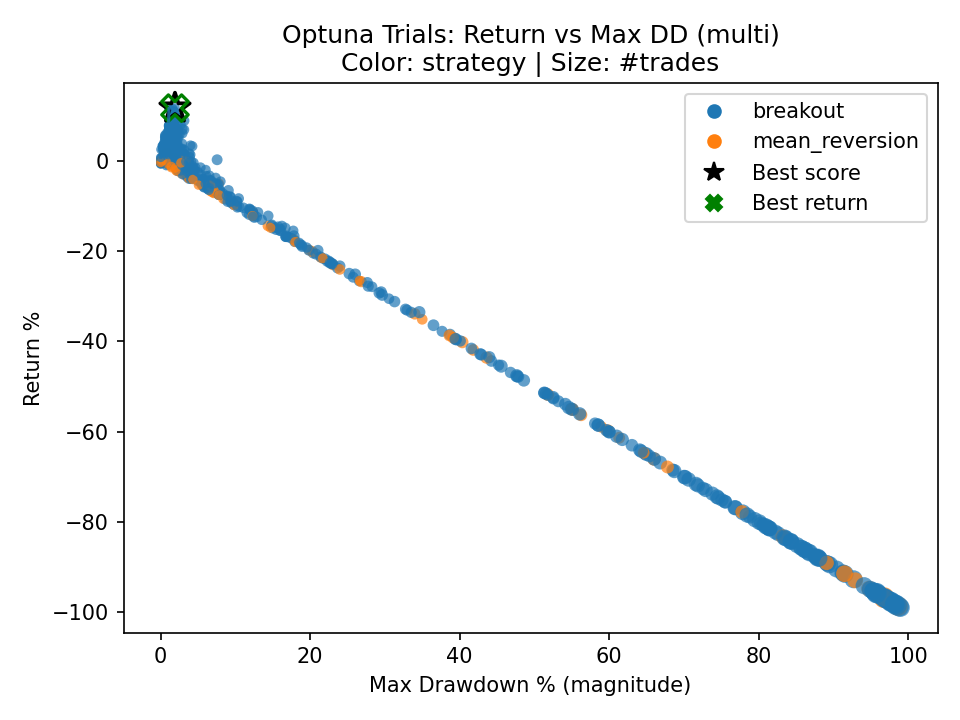 Optuna Trials: Return vs Max DD (multi)
Color: strategy | Size: #trades
breakout
mean_reversion
Best score
Best return
Return %
0
−20
−40
−60
−80
−100
0 20 40 60 80 100
Max Drawdown % (magnitude)